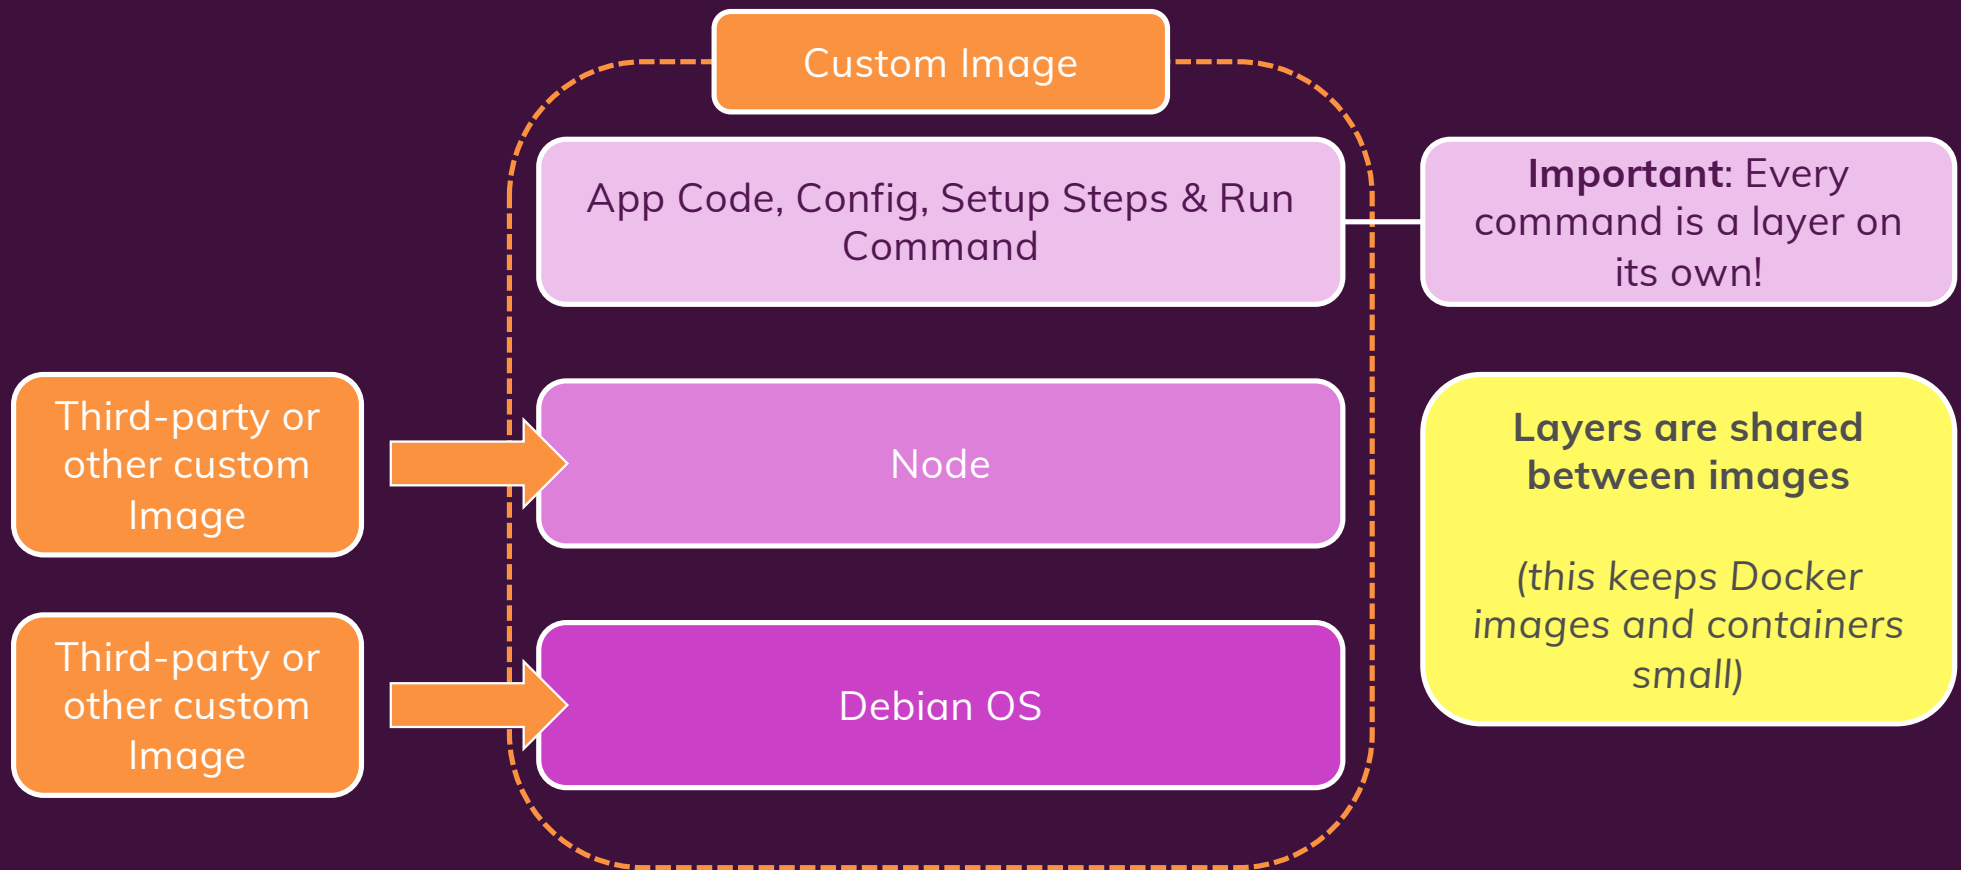 Custom Image
App Code, Config, Setup Steps & Run
Command
Important: Every
command is a layer on
its own!
Third-party or
other custom
Image
Node
Layers are shared
between images
(this keeps Docker
images and containers
small)
Third-party or
other custom
Image
Debian OS